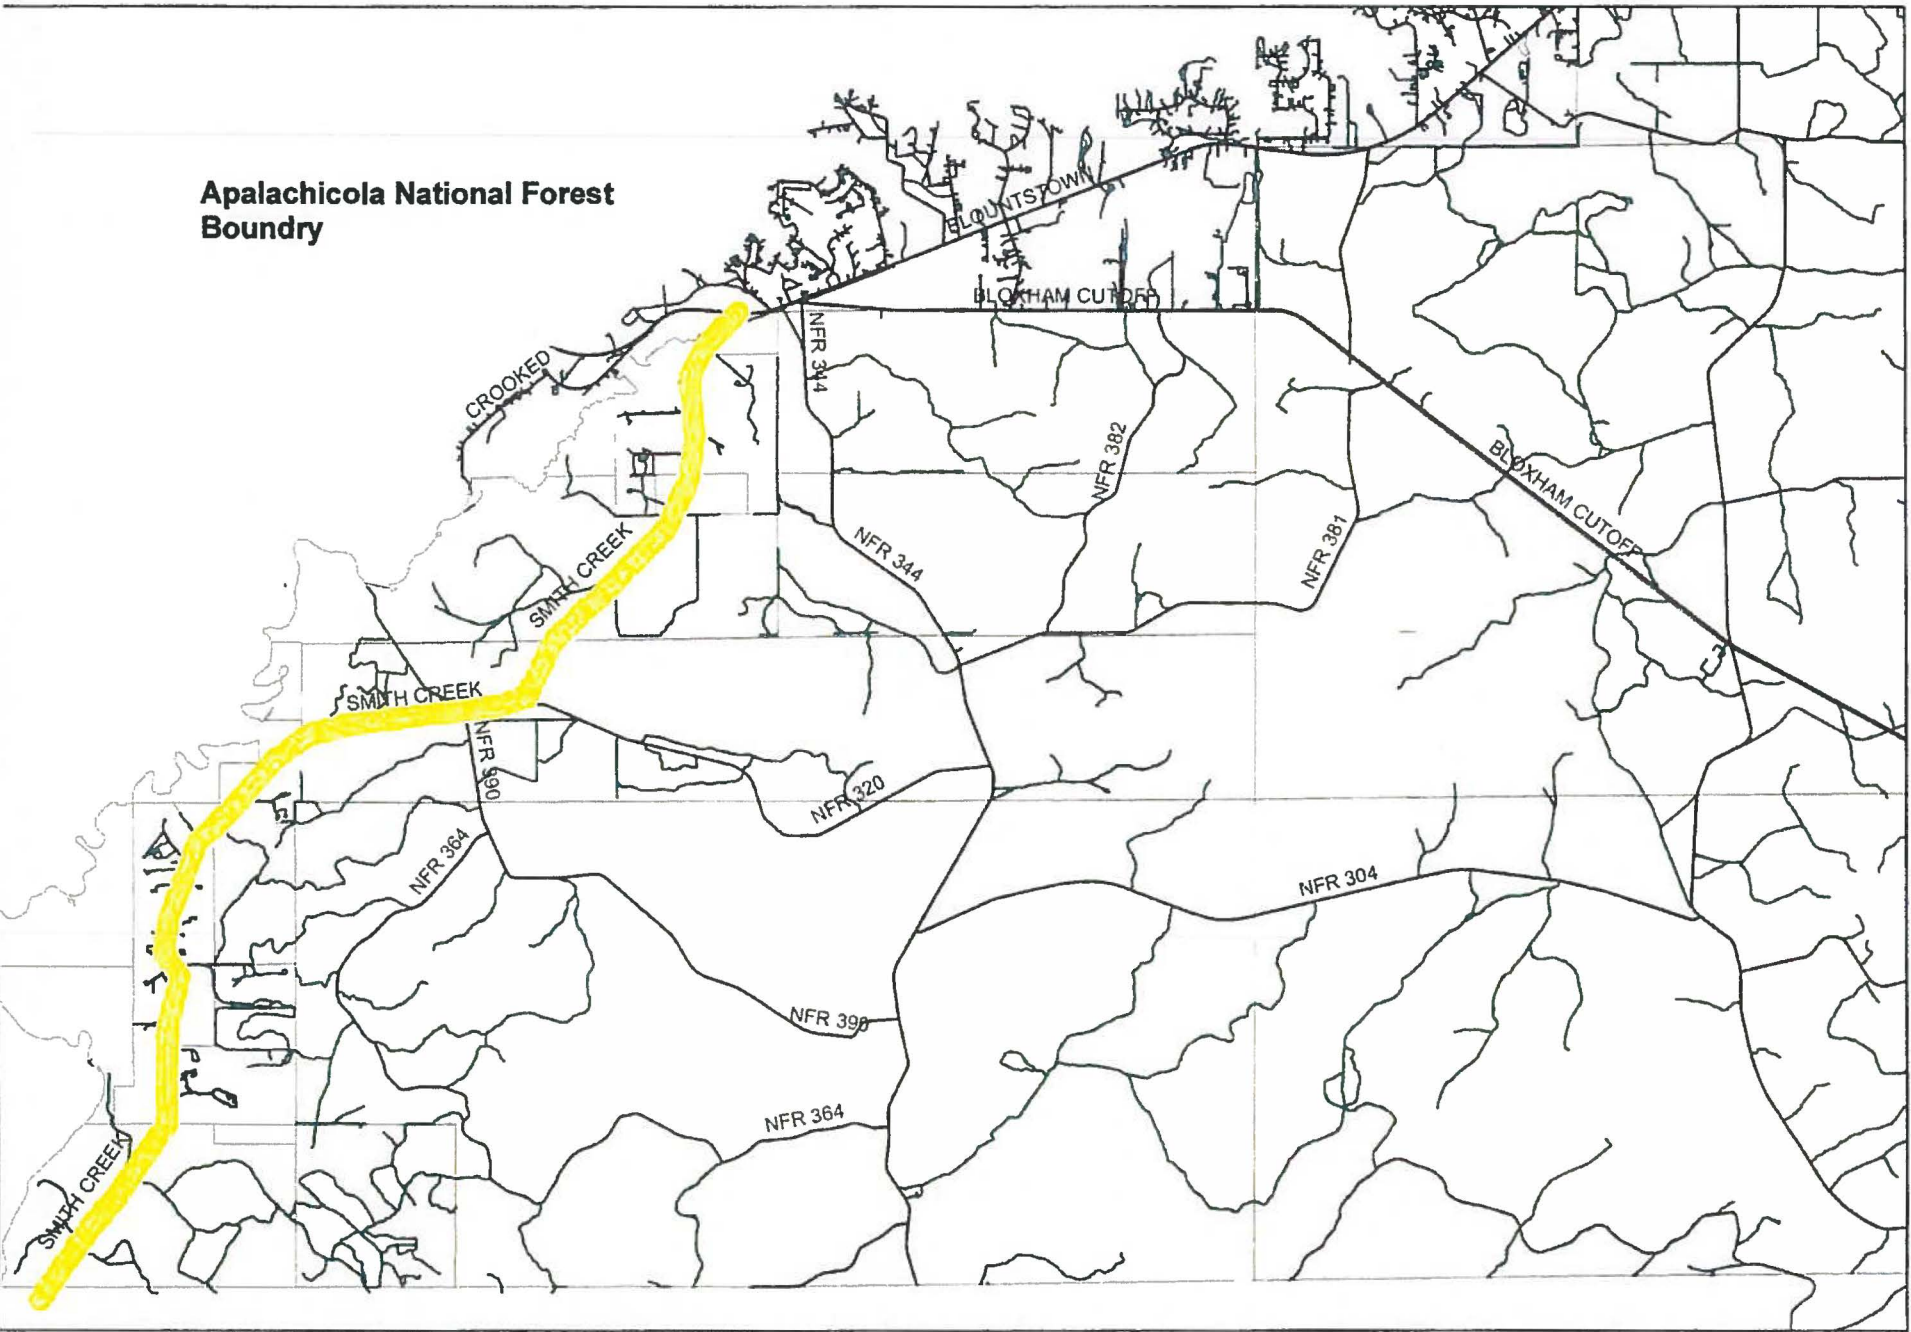 Apalachicola National Forest
Boundry
BLOUNTSTOWN
BLOXHAM CUTOFF
NFR 344
CROOKED
NFR 382
BLOXHAM CUTOFF
NFR 381
NFR 344
SMITH CREEK
SMITH CREEK
NFR 390
NFR 320
NFR 364
NFR 304
NFR 390
NFR 364
SMITH CREEK